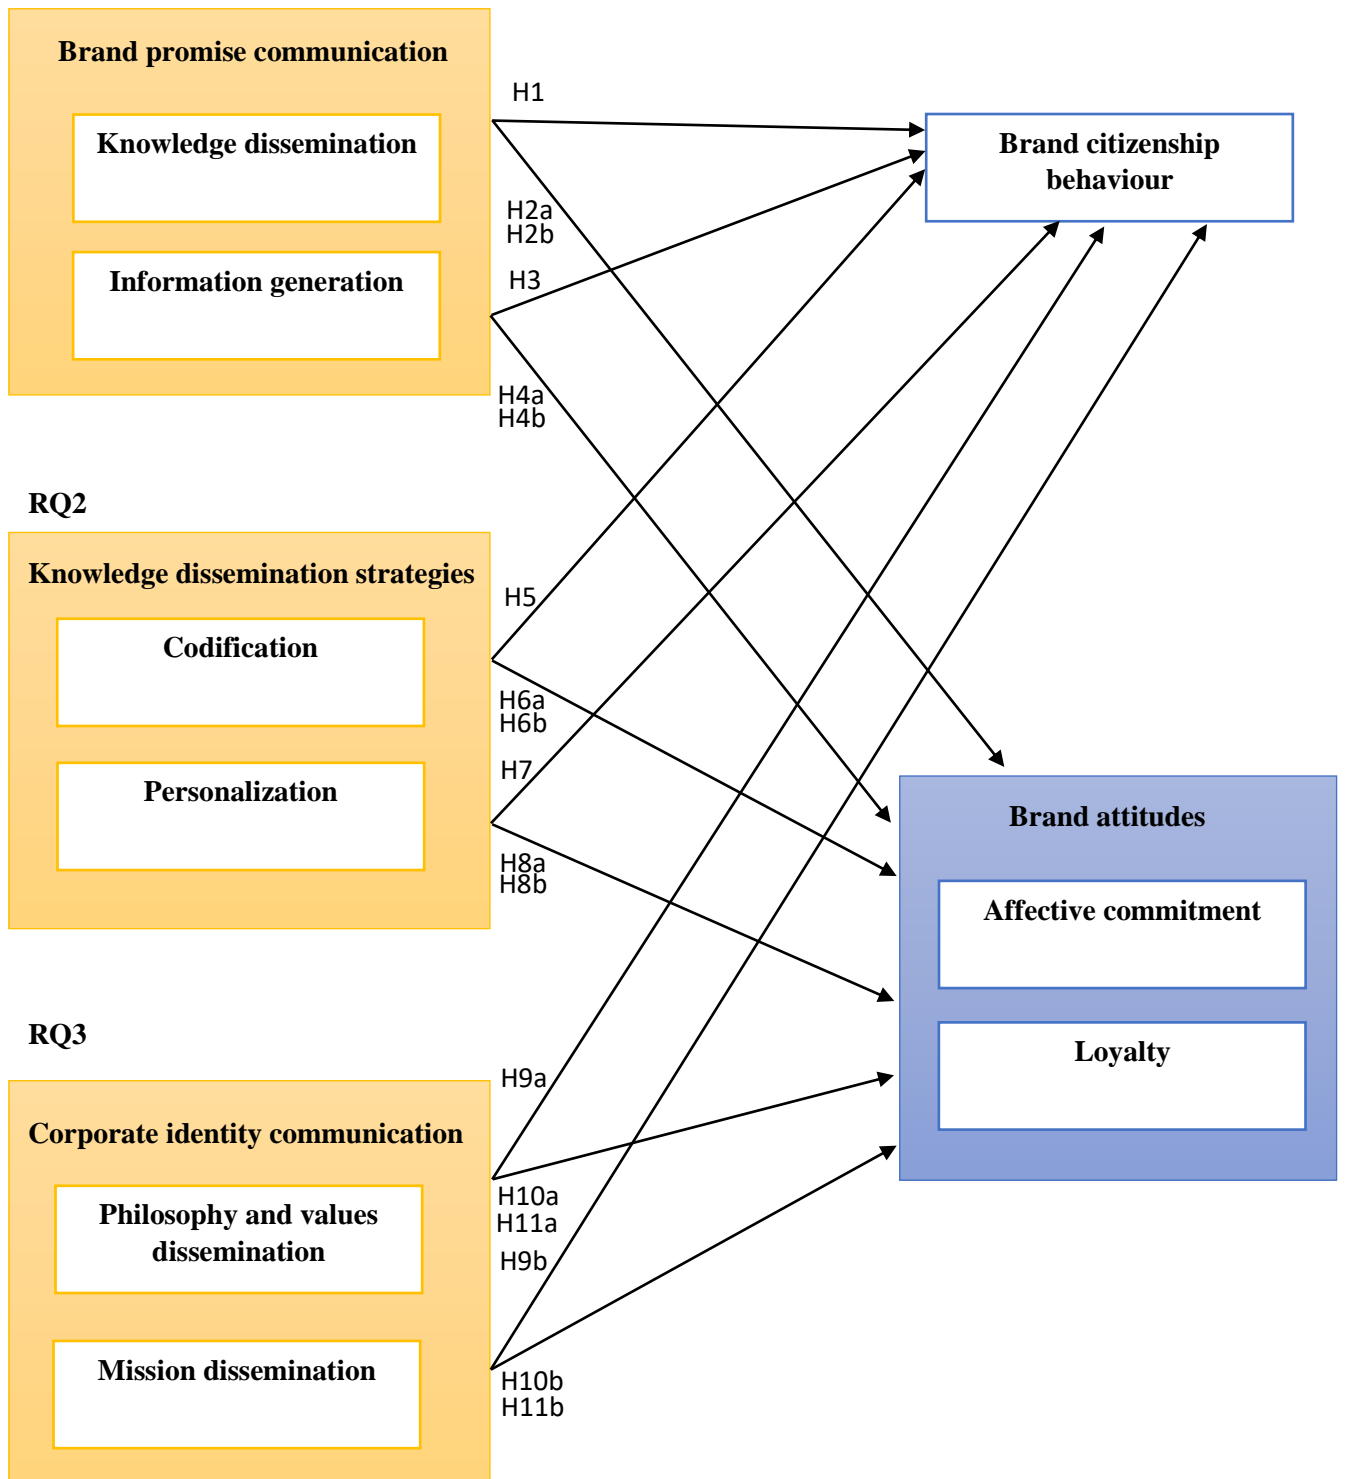 Brand promise communication
H1
Knowledge dissemination
Brand citizenship
behaviour
H2a
H2b
Information generation
H3
H4a
H4b
RQ2
Knowledge dissemination strategies
H5
Codification
H6a
H6b
H7
Personalization
Brand attitudes
H8a
H8b
Affective commitment
RQ3
Loyalty
H9a
Corporate identity communication
Philosophy and values
dissemination
H10a
H11a
H9b
Mission dissemination
H10b
H11b